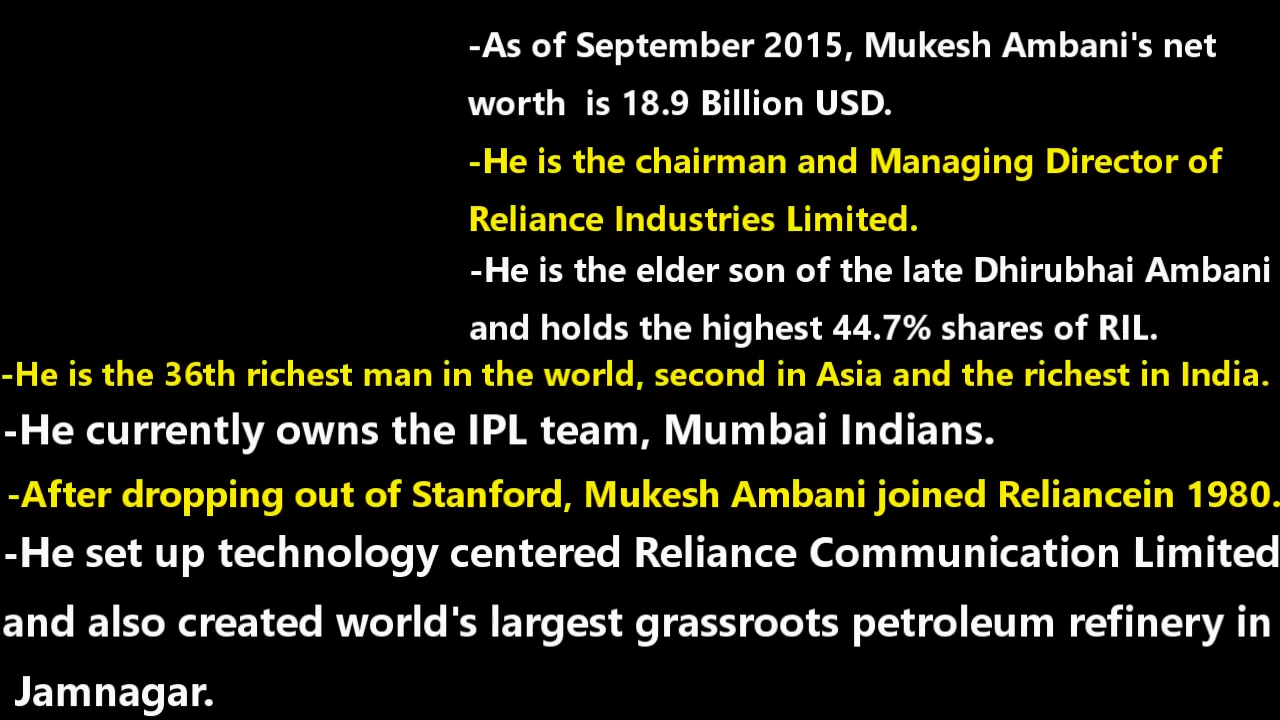 -As of September 2015, Mukesh Ambani's net
worth  is 18.9 Billion USD.
-He is the chairman and Managing Director of
Reliance Industries Limited.
-He is the elder son of the late Dhirubhai Ambani
and holds the highest 44.7% shares of RIL.
-He is the 36th richest man in the world, second in Asia and the richest in India.
-He currently owns the IPL team, Mumbai Indians.
-After dropping out of Stanford, Mukesh Ambani joined Reliancein 1980.
-He set up technology centered Reliance Communication Limited
and also created world's largest grassroots petroleum refinery in
Jamnagar.